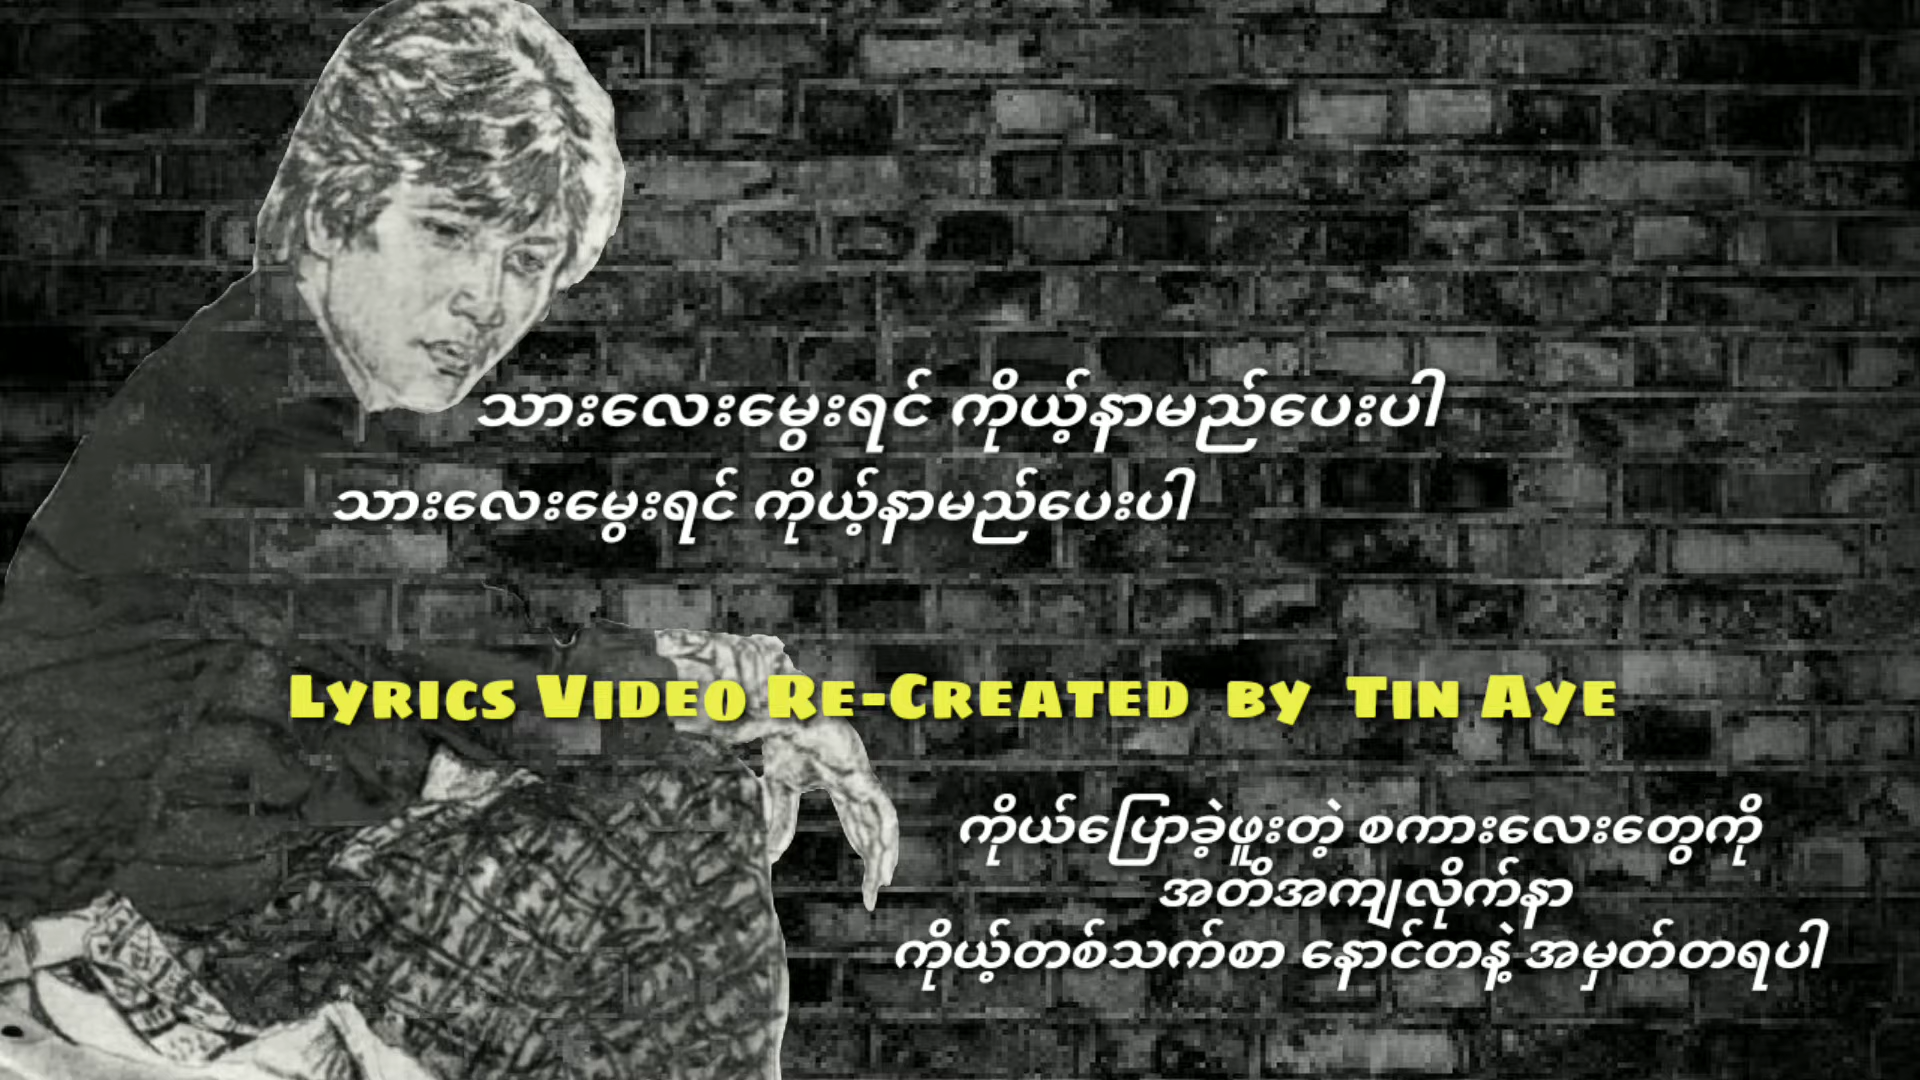 သားလေးမွေးရင် ကိုယ့်နာမည်ပေးပါ
သားလေးမွေးရင် ကိုယ့်နာမည်ပေးပါ
Lyrics Video Re-Created by Tin Aye
ကိုယ်ပြောခဲ့ဖူးတဲ့ စကားလေးတွေကို
အတိအကျလိုက်နာ
ကိုယ့်တစ်သက်စာ နောင်တနဲ့ အမှတ်တရပါ